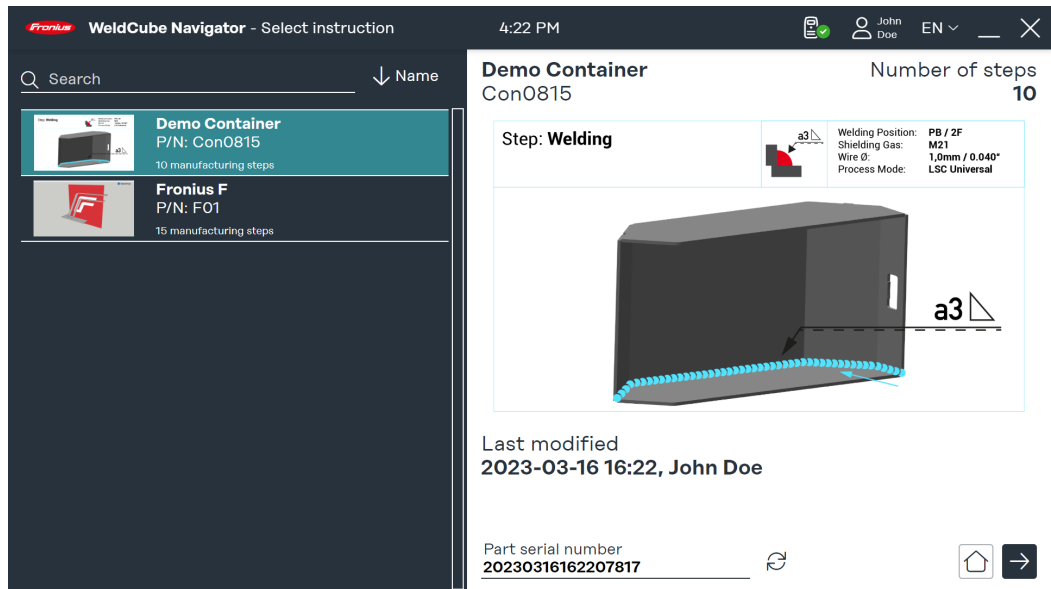 Fronius WeldCube Navigator - Select instruction
4:22 PM
John
Doe
EN
Search
Name
Demo Container
P/N: Con0815
10 manufacturing steps
Fronius F
P/N: F01
15 manufacturing steps
Demo Container
Con0815
Number of steps
10
Step: Welding
a3
Welding Position: PB / 2F
Shielding Gas: M21
Wire Ø: 1,0mm / 0.040"
Process Mode: LSC Universal
a3
Last modified
2023-03-16 16:22, John Doe
Part serial number
20230316162207817